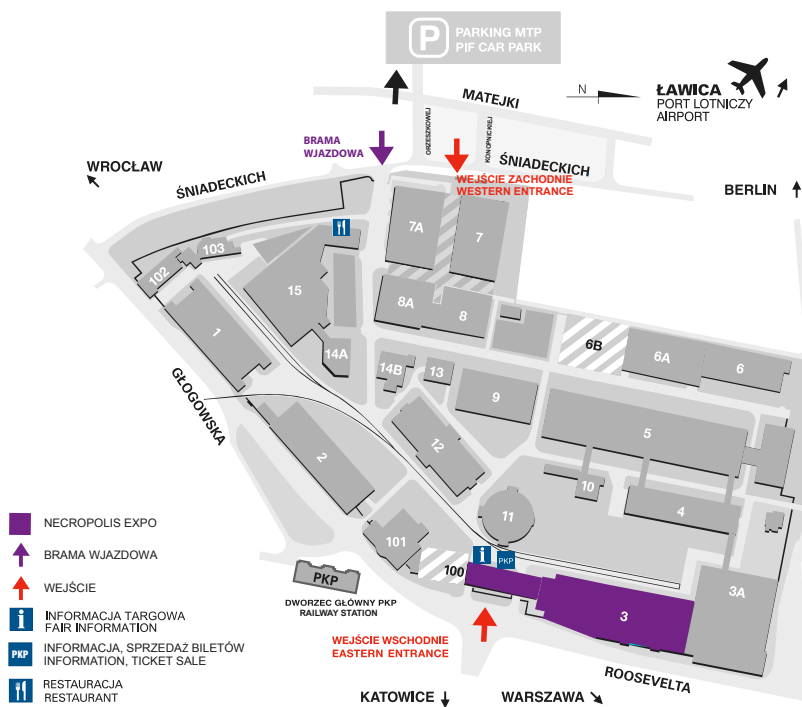 P
PARKING MTP
PIF CAR PARK
ŁAWICA
PORT LOTNICZY
AIRPORT
N
MATEJKI
ORZESZKOWEJ
KONOPNICKIEJ
BRAMA
WJAZDOWA
ŚNIADECKICH
WEJŚCIE ZACHODNIE
WESTERN ENTRANCE
WROCŁAW
ŚNIADECKICH
BERLIN
7A
7
103
102
15
8A
8
1
6B
6A
6
14A
14B
13
9
GŁOGOWSKA
5
12
2
10
4
11
101
100
i
PKP
3A
3
PKP
DWORZEC GŁÓWNY PKP
RAILWAY STATION
WEJŚCIE WSCHODNIE
EASTERN ENTRANCE
ROOSEVELTA
KATOWICE
WARSZAWA
NECROPOLIS EXPO
BRAMA WJAZDOWA
WEJŚCIE
i
INFORMACJA TARGOWA
FAIR INFORMATION
PKP
INFORMACJA, SPRZEDAŻ BILETÓW
INFORMATION, TICKET SALE
RESTAURACJA
RESTAURANT